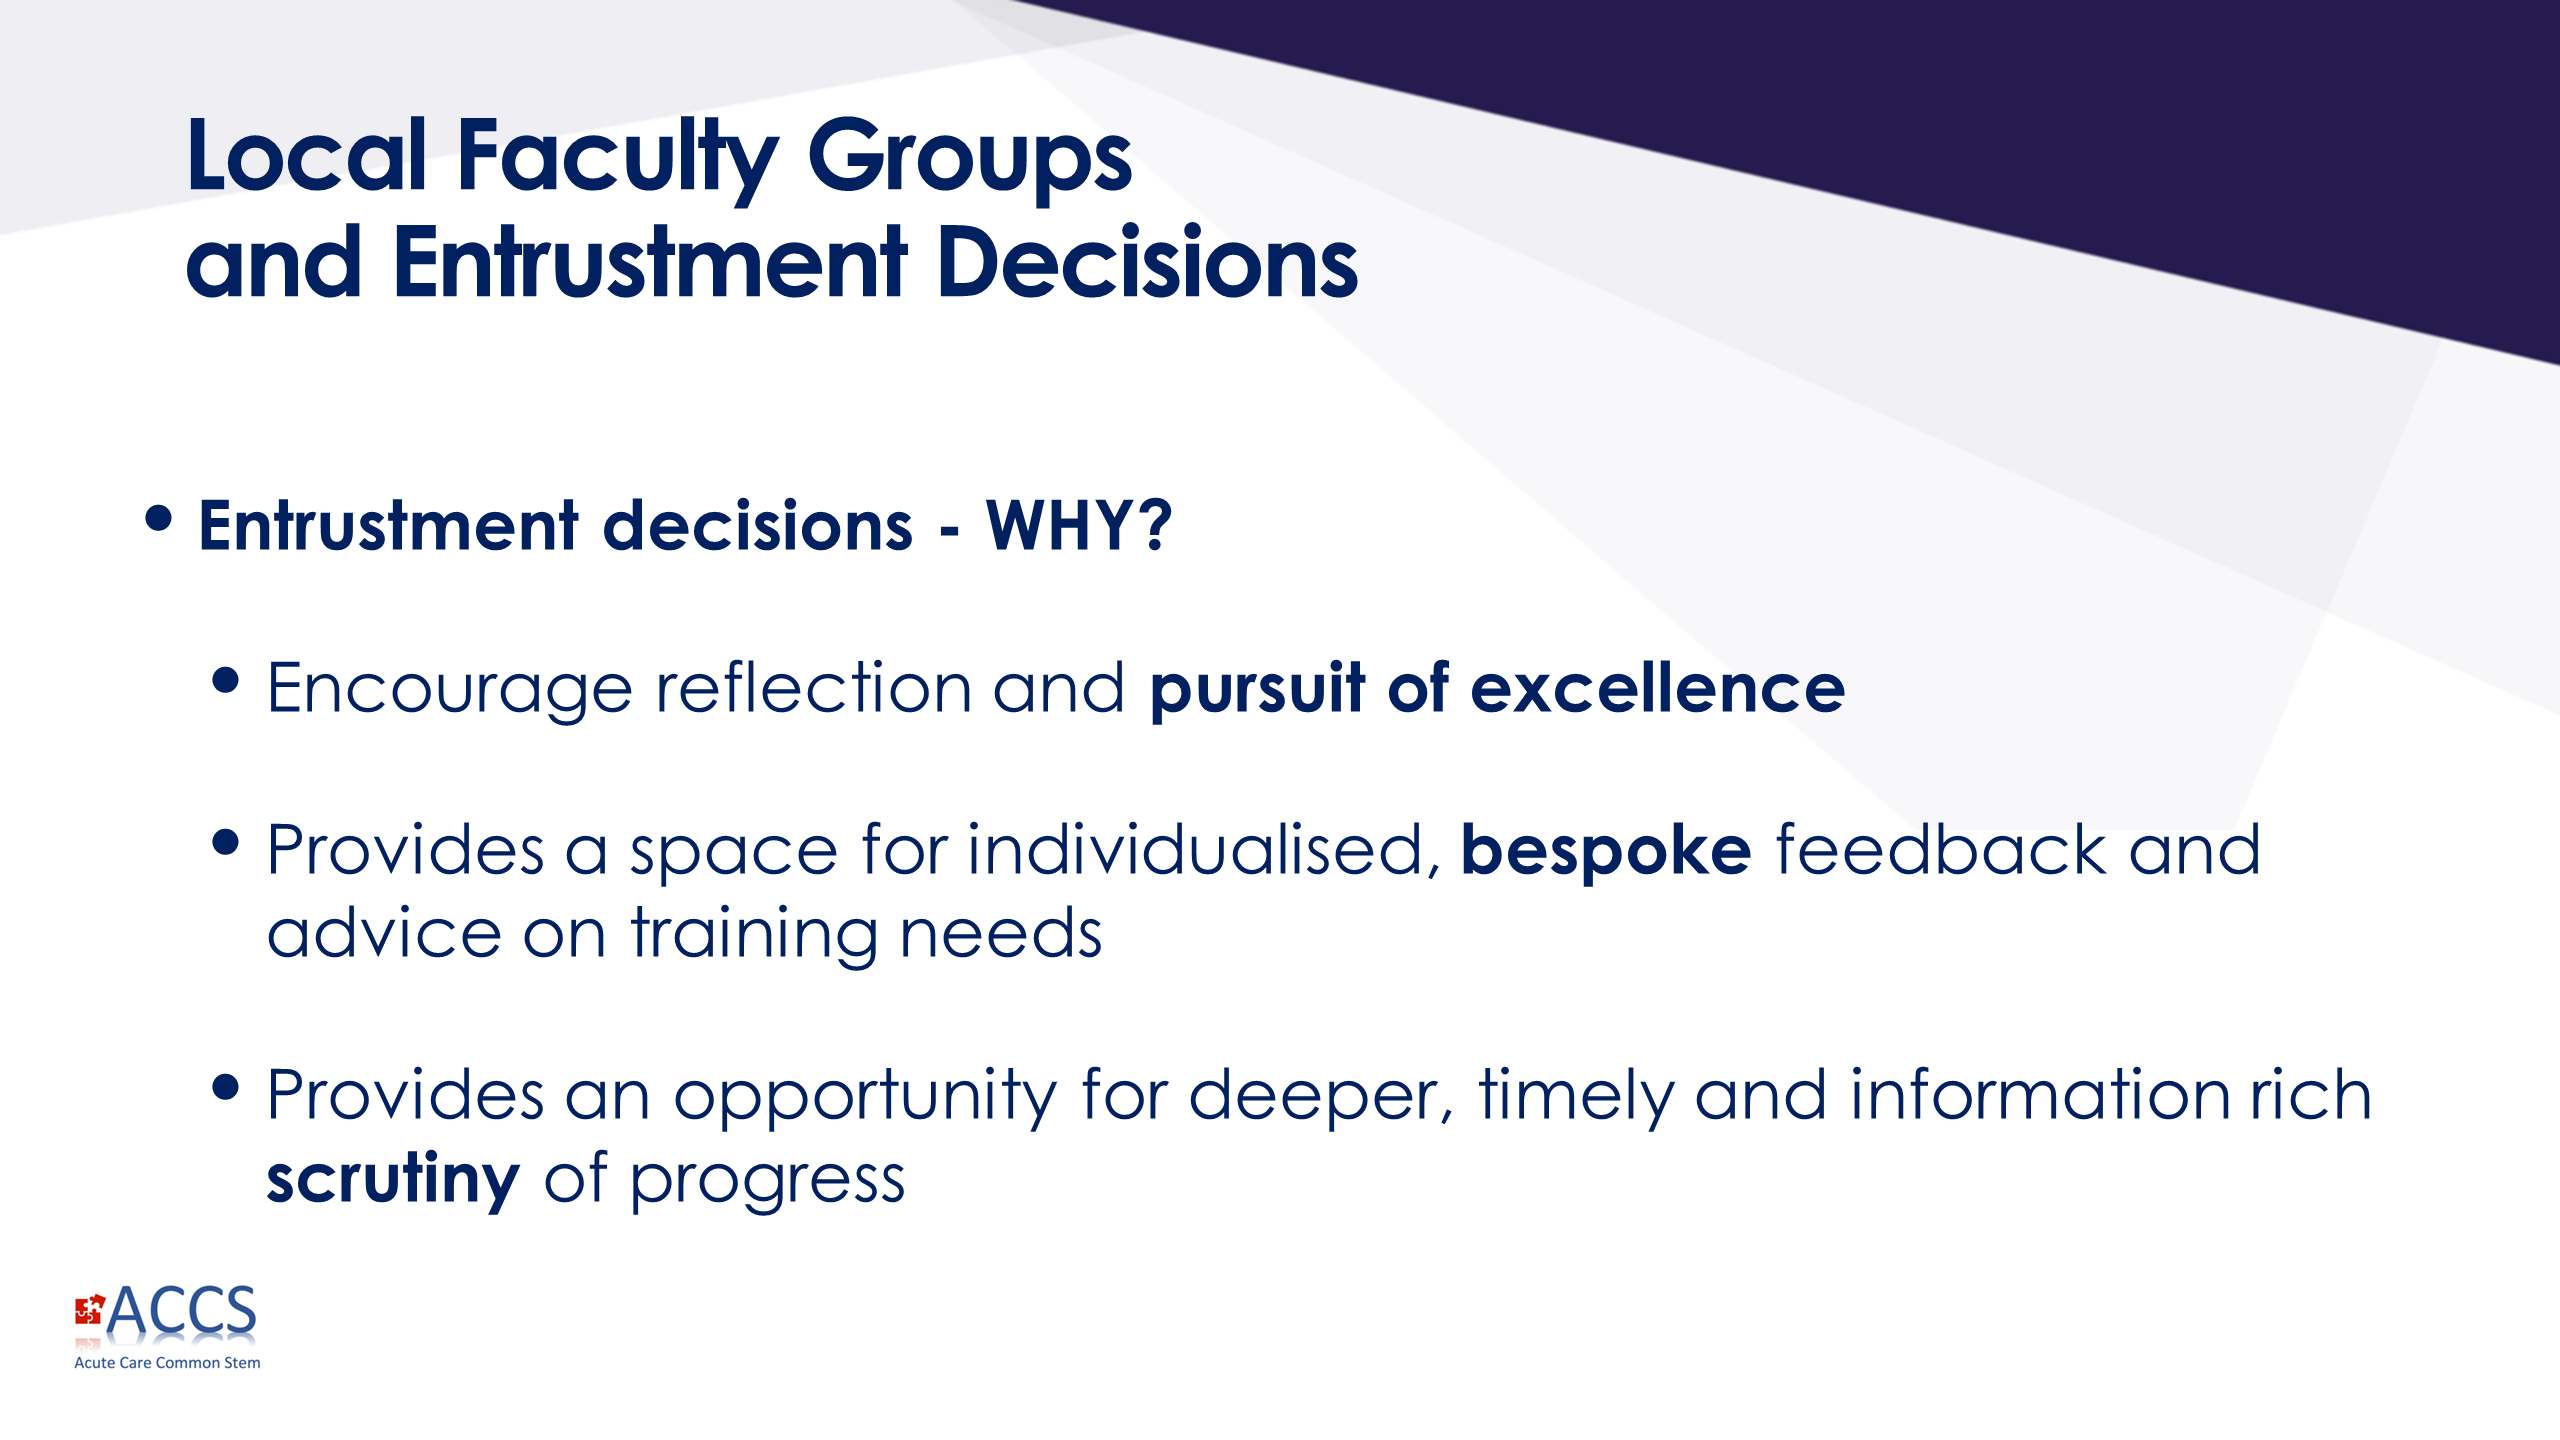 Local Faculty Groups
and Entrustment Decisions
• Entrustment decisions - WHY?
• Encourage reflection and pursuit of excellence
• Provides a space for individualised, bespoke feedback and
advice on training needs
• Provides an opportunity for deeper, timely and information rich
scrutiny of progress
ACCS
Acute Care Common Stem